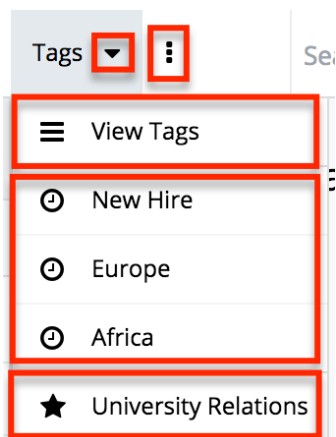 Tags
Sea
View Tags
New Hire
Europe
Africa
University Relations